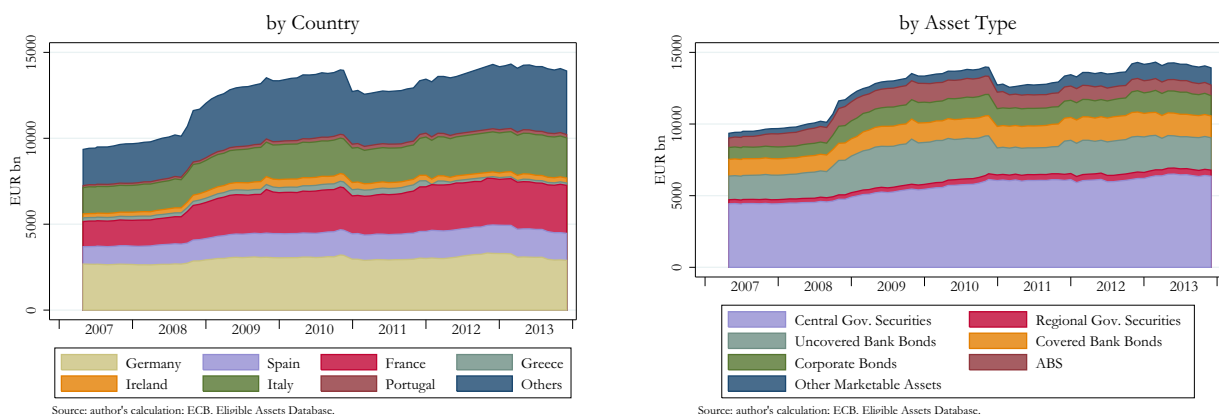 by Country
EUR bn
0
5000
10000
15000
2007 2008 2009 2010 2011 2012 2013
Germany Spain France Greece
Ireland Italy Portugal Others
Source: author's calculation; ECB, Eligible Assets Database.
by Asset Type
EUR bn
0
5000
10000
15000
2007 2008 2009 2010 2011 2012 2013
Central Gov. Securities Regional Gov. Securities
Uncovered Bank Bonds Covered Bank Bonds
Corporate Bonds ABS
Other Marketable Assets
Source: author's calculation; ECB, Eligible Assets Database.